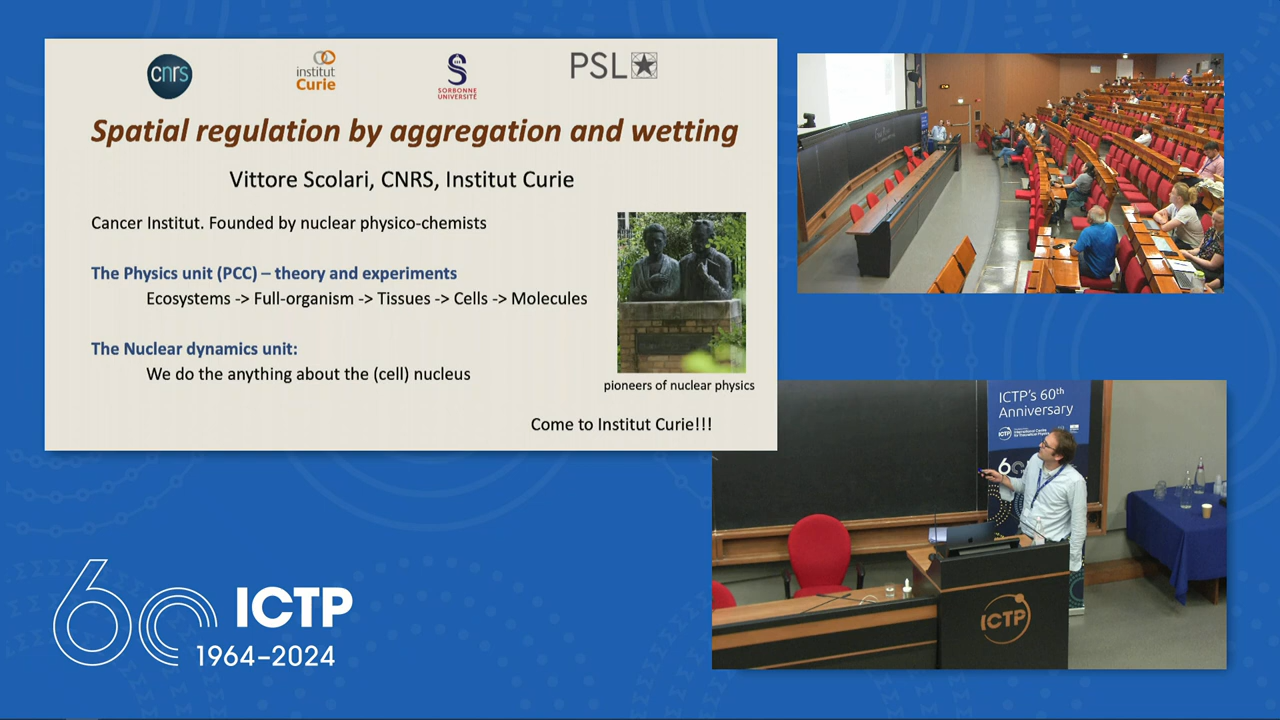 cnrs
institut
Curie
SORBONNE
UNIVERSITÉ
PSL
Spatial regulation by aggregation and wetting
Vittore Scolari, CNRS, Institut Curie
Cancer Institut. Founded by nuclear physico-chemists
The Physics unit (PCC) – theory and experiments
Ecosystems -> Full-organism -> Tissues -> Cells -> Molecules
The Nuclear dynamics unit:
We do the anything about the (cell) nucleus
pioneers of nuclear physics
Come to Institut Curie!!!
ICTP's 60th
Anniversary
ICTP
60
ICTP
60 ICTP
1964–2024